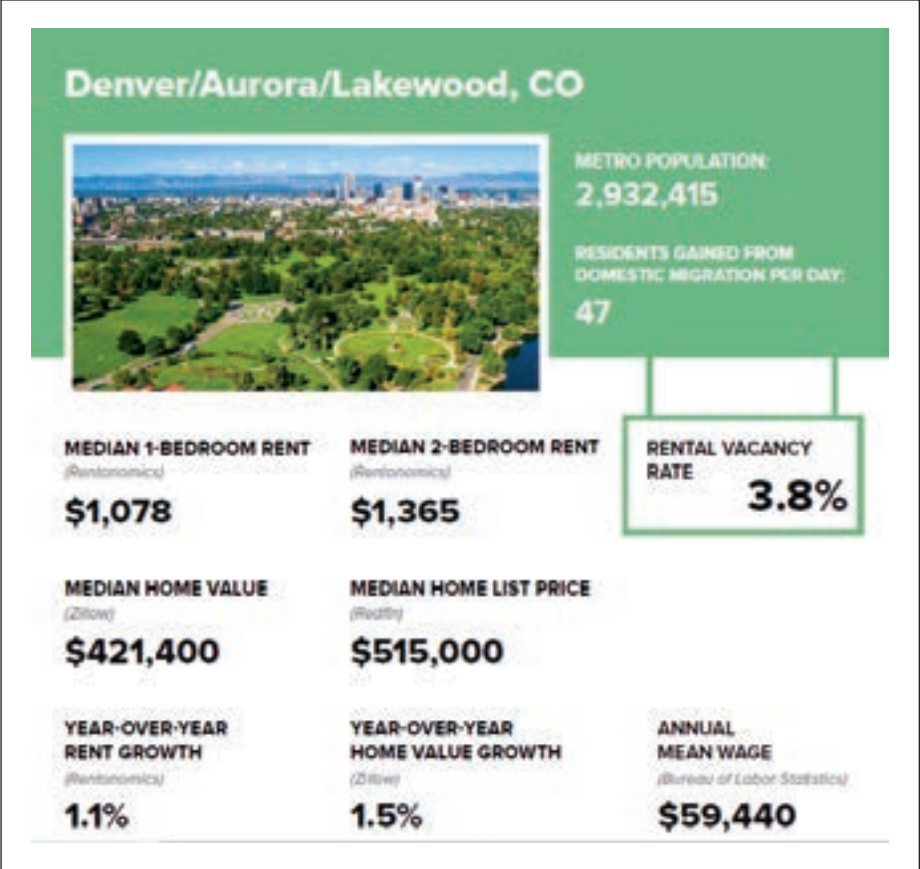 Denver/Aurora/Lakewood, CO
METRO POPULATION:
2,932,415
RESIDENTS GAINED FROM
DOMESTIC MIGRATION PER DAY:
47
MEDIAN 1-BEDROOM RENT
(Rentonomics)
$1,078
MEDIAN 2-BEDROOM RENT
(Rentonomics)
$1,365
RENTAL VACANCY
RATE
3.8%
MEDIAN HOME VALUE
(Zillow)
$421,400
MEDIAN HOME LIST PRICE
(Redfin)
$515,000
YEAR-OVER-YEAR
RENT GROWTH
(Rentonomics)
1.1%
YEAR-OVER-YEAR
HOME VALUE GROWTH
(Zillow)
1.5%
ANNUAL
MEAN WAGE
(Bureau of Labor Statistics)
$59,440